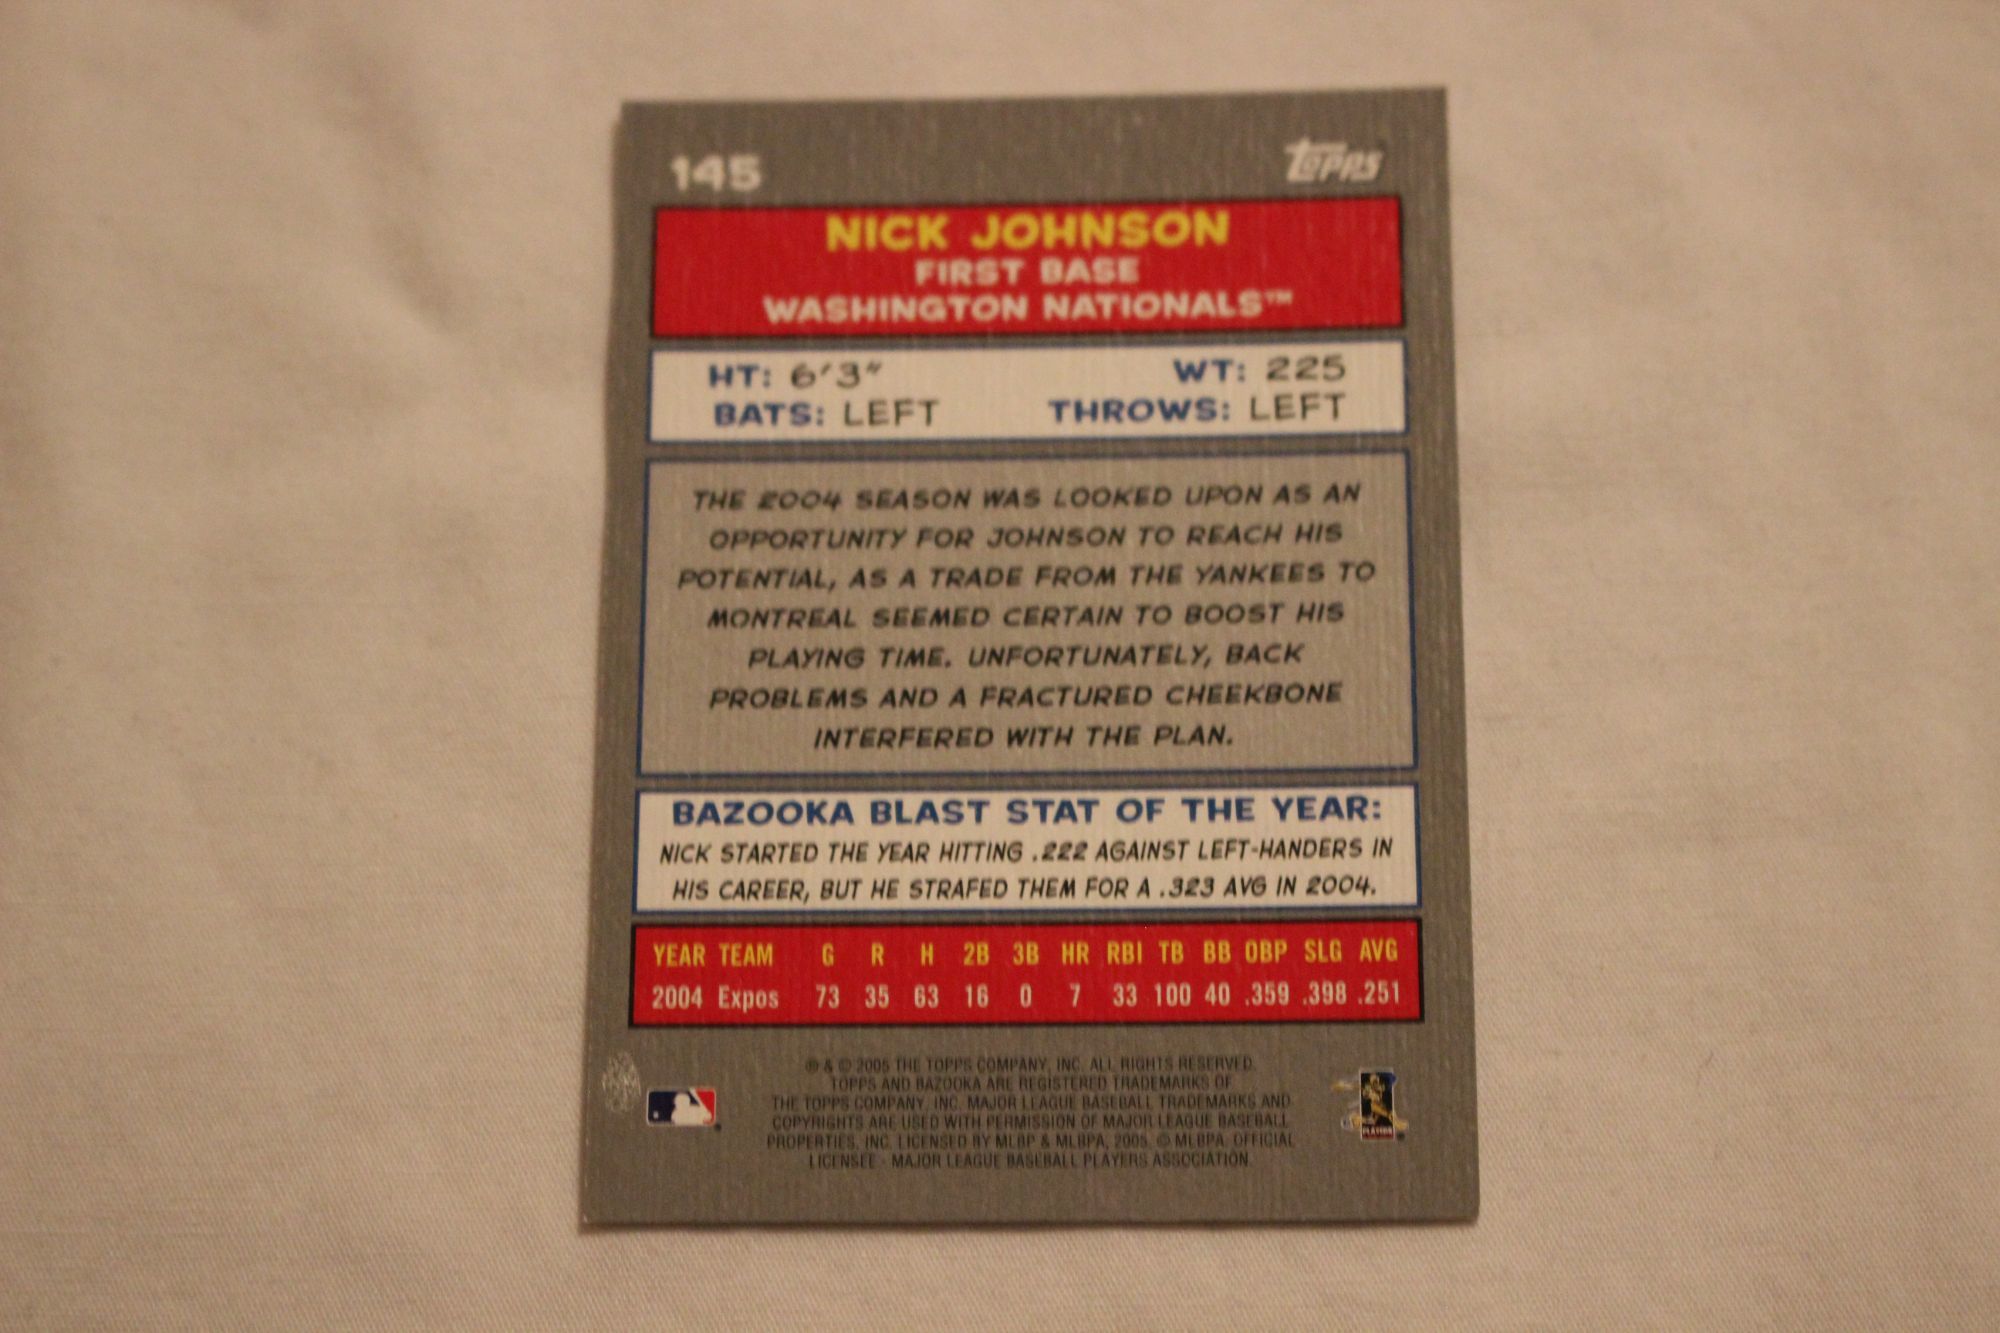 145
Topps
NICK JOHNSON
FIRST BASE
WASHINGTON NATIONALS™
HT: 6'3" WT: 225
BATS: LEFT THROWS: LEFT
THE 2004 SEASON WAS LOOKED UPON AS AN
OPPORTUNITY FOR JOHNSON TO REACH HIS
POTENTIAL, AS A TRADE FROM THE YANKEES TO
MONTREAL SEEMED CERTAIN TO BOOST HIS
PLAYING TIME. UNFORTUNATELY, BACK
PROBLEMS AND A FRACTURED CHEEKBONE
INTERFERED WITH THE PLAN.
BAZOOKA BLAST STAT OF THE YEAR:
NICK STARTED THE YEAR HITTING .222 AGAINST LEFT-HANDERS IN
HIS CAREER, BUT HE STRAFED THEM FOR A .323 AVG IN 2004.
YEAR TEAM G R H 2B 3B HR RBI TB BB OBP SLG AVG
2004 Expos 73 35 63 16 0 7 33 100 40 .359 .398 .251
® & © 2005 THE TOPPS COMPANY, INC. ALL RIGHTS RESERVED.
TOPPS AND BAZOOKA ARE REGISTERED TRADEMARKS OF
THE TOPPS COMPANY, INC. MAJOR LEAGUE BASEBALL TRADEMARKS AND
COPYRIGHTS ARE USED WITH PERMISSION OF MAJOR LEAGUE BASEBALL
PROPERTIES, INC. LICENSED BY MLBP & MLBPA, 2005. © MLBPA. OFFICIAL
LICENSEE - MAJOR LEAGUE BASEBALL PLAYERS ASSOCIATION.
PLAYERS